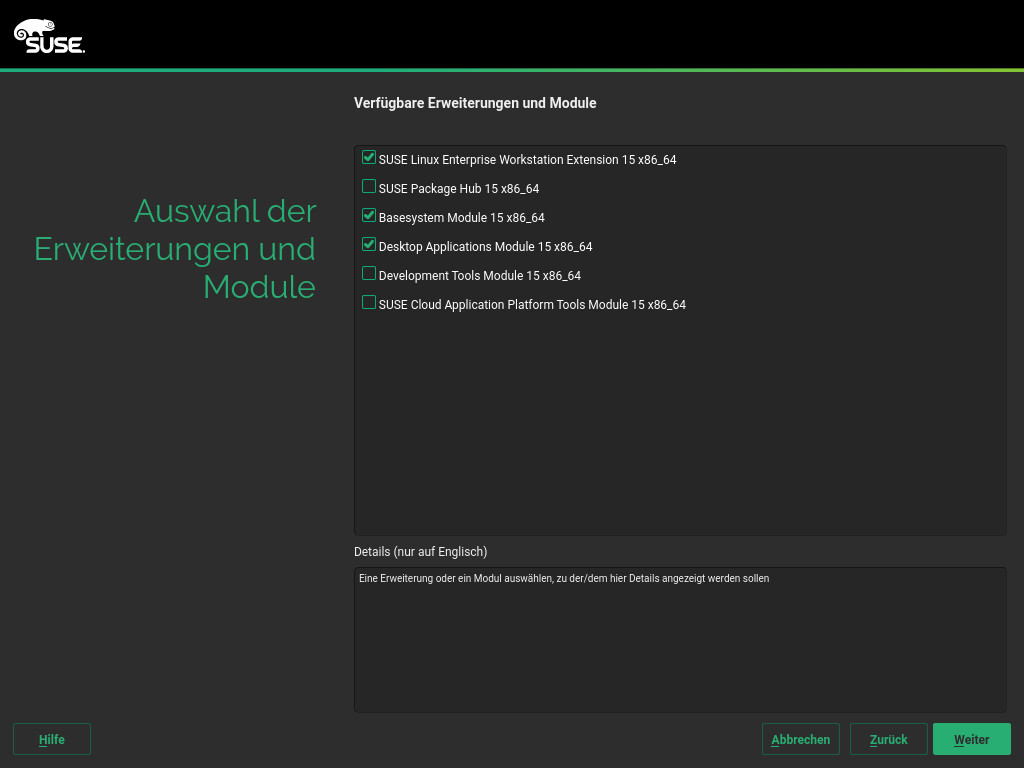 SUSE.
Verfügbare Erweiterungen und Module
Auswahl der
Erweiterungen und
Module
SUSE Linux Enterprise Workstation Extension 15 x86_64
SUSE Package Hub 15 x86_64
Basesystem Module 15 x86_64
Desktop Applications Module 15 x86_64
Development Tools Module 15 x86_64
SUSE Cloud Application Platform Tools Module 15 x86_64
Details (nur auf Englisch)
Eine Erweiterung oder ein Modul auswählen, zu der/dem hier Details angezeigt werden sollen
Hilfe
Abbrechen
Zurück
Weiter